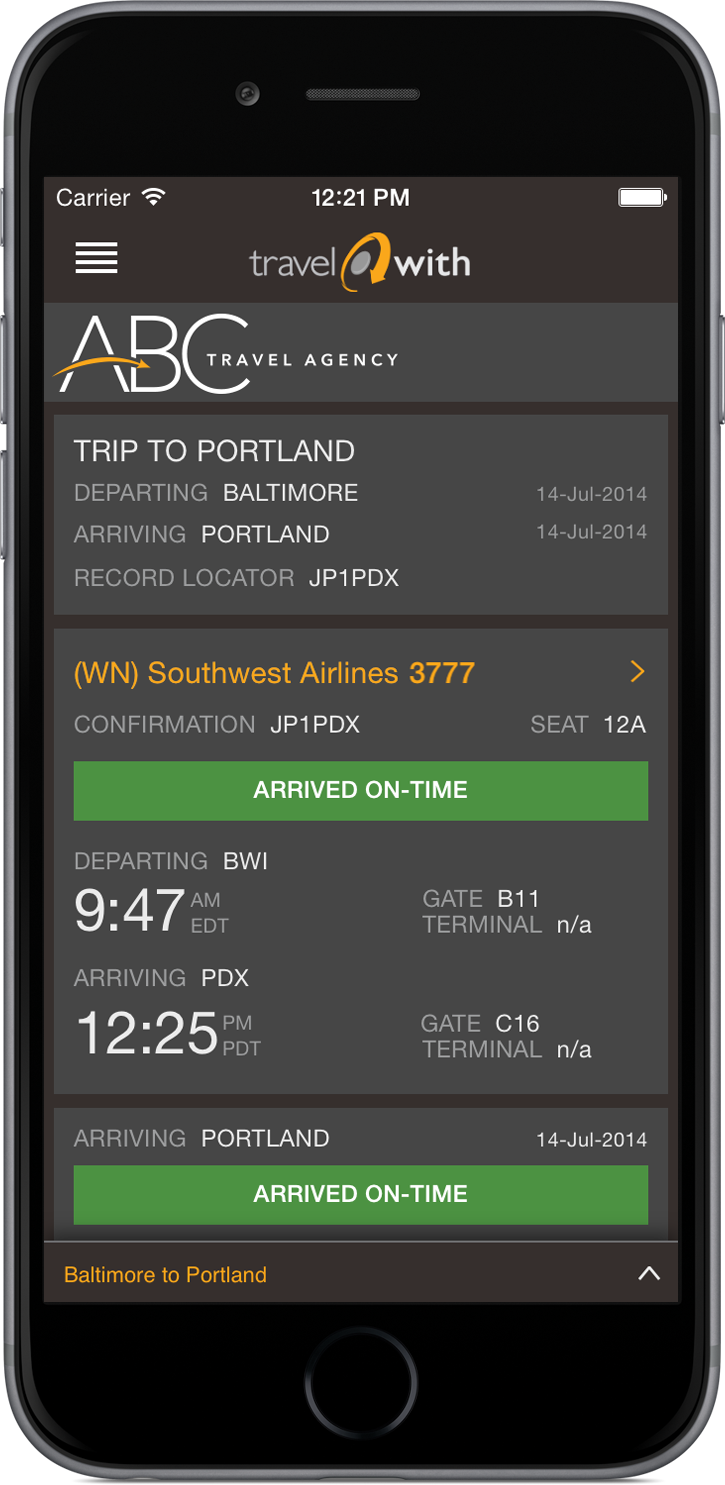 Carrier 12:21 PM
travel with
ABC TRAVEL AGENCY
TRIP TO PORTLAND
DEPARTING BALTIMORE 14-Jul-2014
ARRIVING PORTLAND 14-Jul-2014
RECORD LOCATOR JP1PDX
(WN) Southwest Airlines 3777
CONFIRMATION JP1PDX SEAT 12A
ARRIVED ON-TIME
DEPARTING BWI
9:47 AM EDT GATE B11
TERMINAL n/a
ARRIVING PDX
12:25 PM PDT GATE C16
TERMINAL n/a
ARRIVING PORTLAND 14-Jul-2014
ARRIVED ON-TIME
Baltimore to Portland